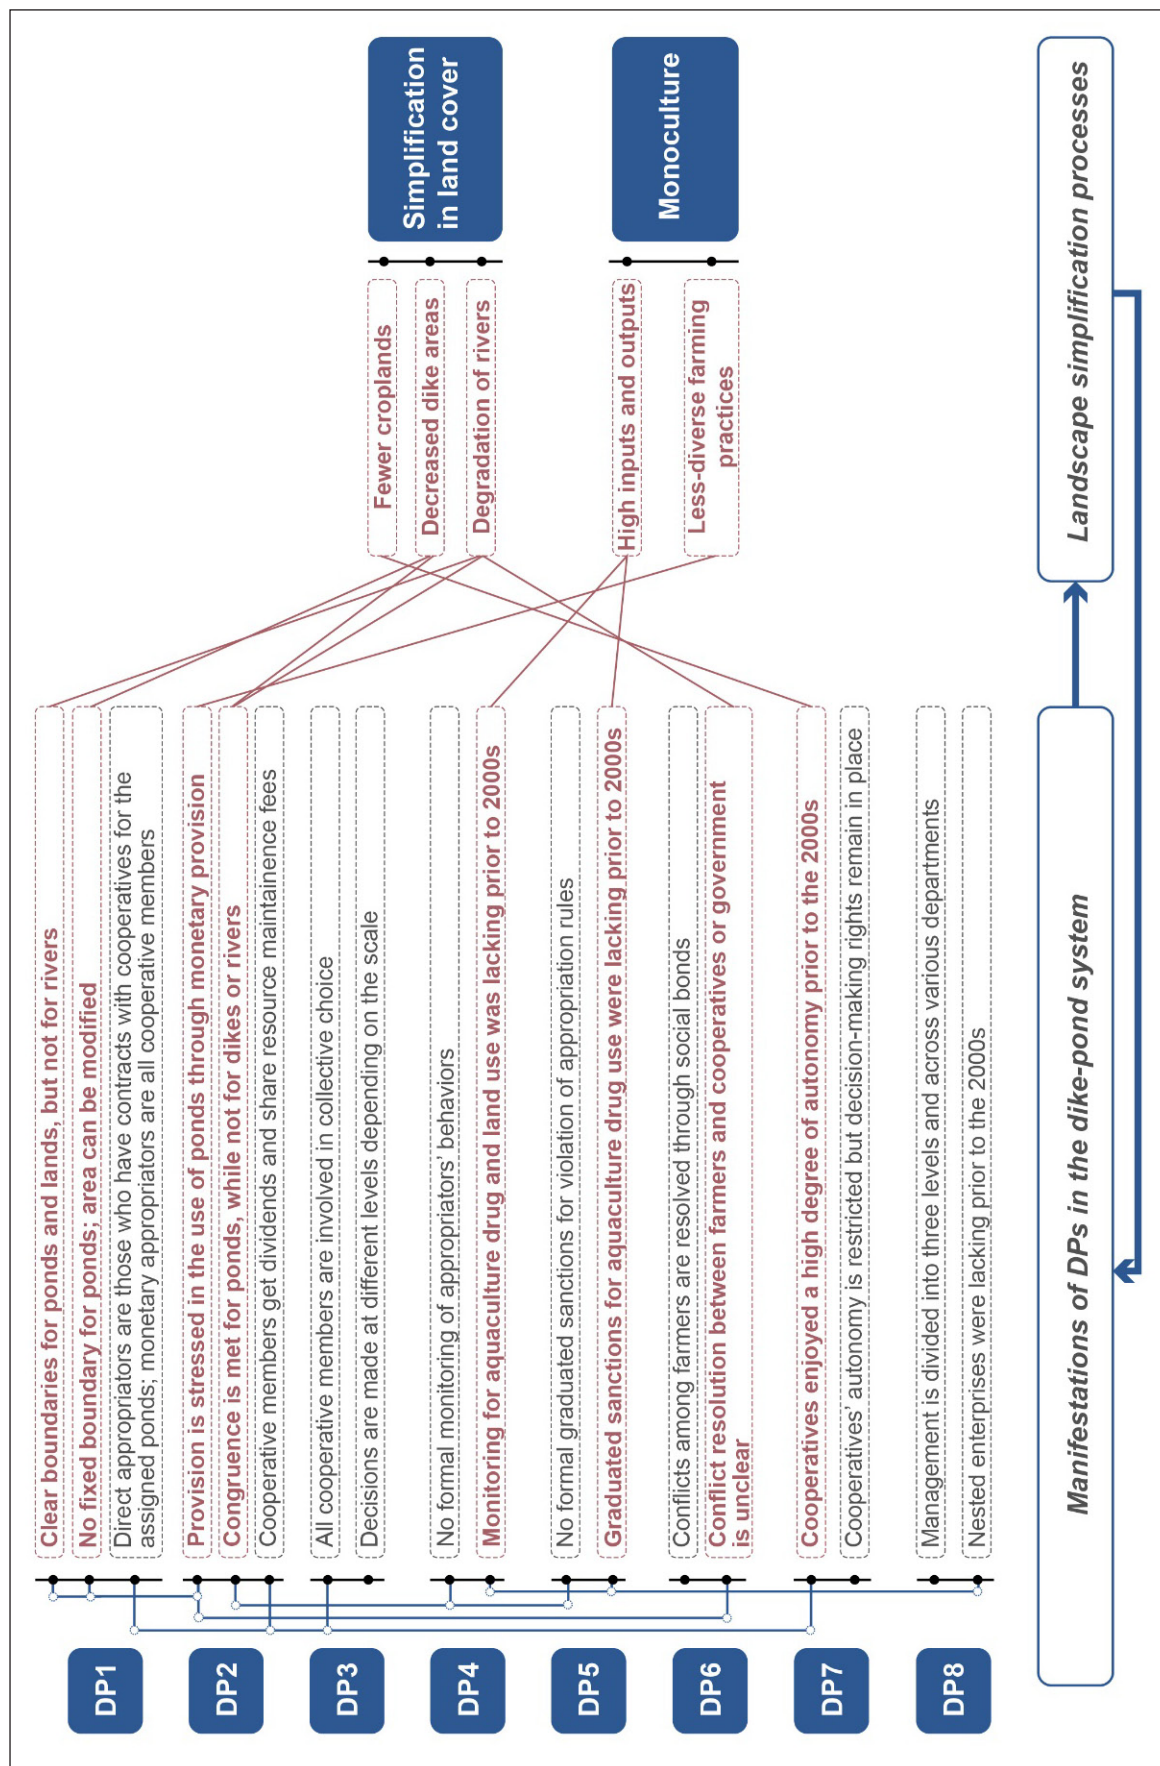 DP1
Clear boundaries for ponds and lands, but not for rivers
No fixed boundary for ponds; area can be modified
Direct appropriators are those who have contracts with cooperatives for the
assigned ponds; monetary appropriators are all cooperative members
DP2
Provision is stressed in the use of ponds through monetary provision
Congruence is met for ponds, while not for dikes or rivers
Cooperative members get dividends and share resource maintainence fees
DP3
All cooperative members are involved in collective choice
Decisions are made at different levels depending on the scale
DP4
No formal monitoring of appropriators' behaviors
Monitoring for aquaculture drug and land use was lacking prior to 2000s
DP5
No formal graduated sanctions for violation of appropriation rules
Graduated sanctions for aquaculture drug use were lacking prior to 2000s
DP6
Conflicts among farmers are resolved through social bonds
Conflict resolution between farmers and cooperatives or government
is unclear
DP7
Cooperatives enjoyed a high degree of autonomy prior to the 2000s
Cooperatives' autonomy is restricted but decision-making rights remain in place
DP8
Management is divided into three levels and across various departments
Nested enterprises were lacking prior to the 2000s
Fewer croplands
Decreased dike areas
Degradation of rivers
Simplification
in land cover
High inputs and outputs
Less-diverse farming
practices
Monoculture
Manifestations of DPs in the dike-pond system
Landscape simplification processes